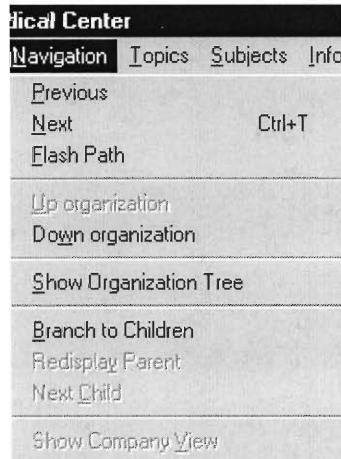 dical Center
Navigation Topics Subjects Info
Previous
Next Ctrl+T
Flash Path
Up organization
Down organization
Show Organization Tree
Branch to Children
Redisplay Parent
Next Child
Show Company View